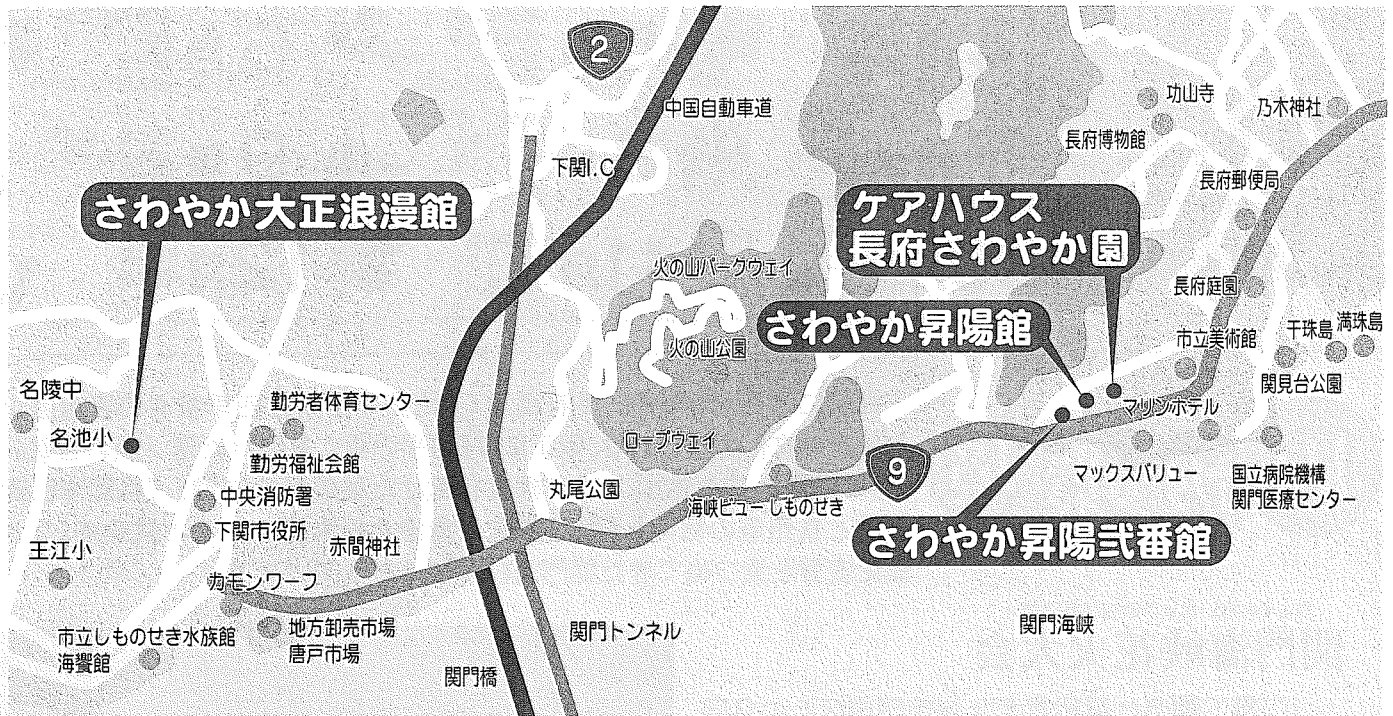 2
中国自動車道
下関I.C
さわやか大正浪漫館
功山寺
乃木神社
長府博物館
長府郵便局
ケアハウス
長府さわやか園
火の山パークウェイ
火の山公園
さわやか昇陽館
長府庭園
市立美術館
干珠島
満珠島
関見台公園
名陵中
名池小
勤労者体育センター
勤労福祉会館
中央消防署
下関市役所
ロープウェイ
マリンホテル
9
マックスバリュー
国立病院機構
関門医療センター
丸尾公園
海峡ビューしものせき
さわやか昇陽弐番館
王江小
赤間神社
カモンワーフ
市立しものせき水族館
海響館
地方卸売市場
唐戸市場
関門トンネル
関門橋
関門海峡